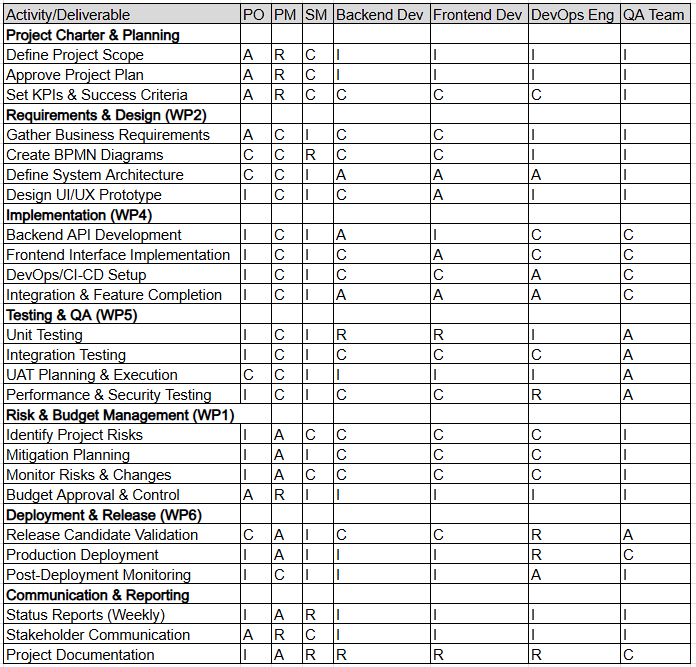 Activity/Deliverable PO PM SM Backend Dev Frontend Dev DevOps Eng QA Team
Project Charter & Planning
Define Project Scope A R C I I I I
Approve Project Plan A R C I I I I
Set KPIs & Success Criteria A R C C C C I
Requirements & Design (WP2)
Gather Business Requirements A C I C C I I
Create BPMN Diagrams C C R C C I I
Define System Architecture C C I A A A I
Design UI/UX Prototype I C I C A I I
Implementation (WP4)
Backend API Development I C I A I C C
Frontend Interface Implementation I C I C A C C
DevOps/CI-CD Setup I C I C C A C
Integration & Feature Completion I C I A A A C
Testing & QA (WP5)
Unit Testing I C I R R I A
Integration Testing I C I C C C A
UAT Planning & Execution C C I I I I A
Performance & Security Testing I C I C C R A
Risk & Budget Management (WP1)
Identify Project Risks I A C C C C I
Mitigation Planning I A I C C C I
Monitor Risks & Changes I A C C C C I
Budget Approval & Control A R I I I I I
Deployment & Release (WP6)
Release Candidate Validation C A I C C R A
Production Deployment I A I I I R C
Post-Deployment Monitoring I C I I I A I
Communication & Reporting
Status Reports (Weekly) I A R I I I I
Stakeholder Communication A R C I I I I
Project Documentation I A R R R R C